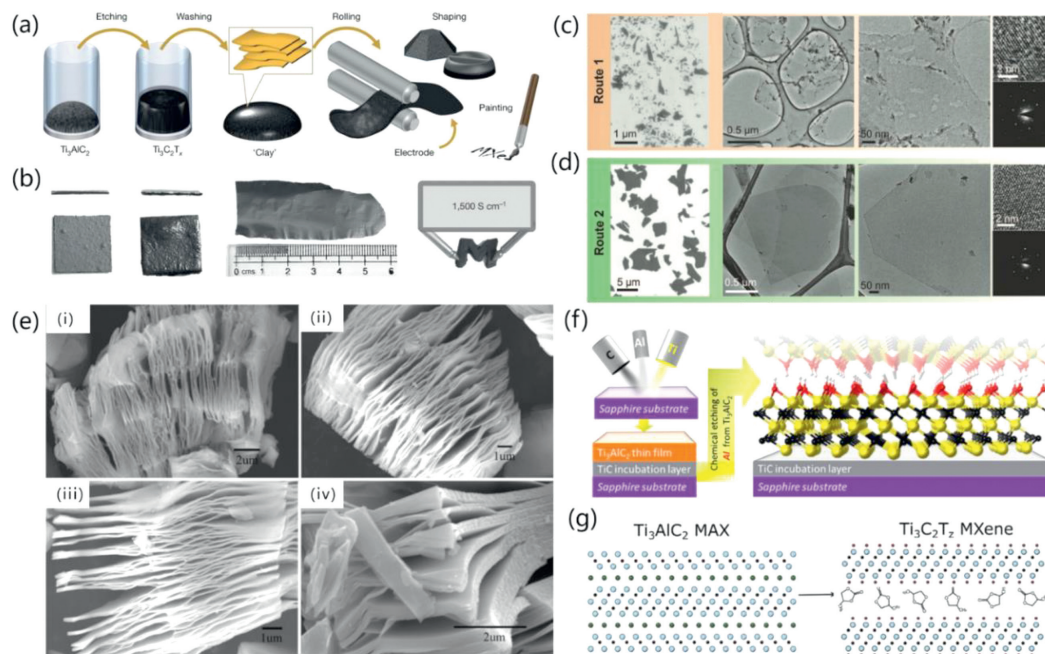 (a)
Etching
Washing
Rolling
Shaping
Ti₃AlC₂
Ti₃C₂Tₓ
'Clay'
Electrode
Painting
(b)
0 cms 1 2 3 4 5 6
1,500 S cm⁻¹
(c)
Route 1
1 μm
0.5 μm
50 nm
2 nm
(d)
Route 2
5 μm
0.5 μm
50 nm
2 nm
(e)
(i)
2um
(ii)
1um
(iii)
1um
(iv)
2um
(f)
C
Al
Ti
Sapphire substrate
Ti₃AlC₂ thin film
TiC incubation layer
Sapphire substrate
Chemical etching of
Al from Ti₃AlC₂
TiC incubation layer
Sapphire substrate
(g)
Ti₃AlC₂ MAX
Ti₃C₂T𝓏 MXene